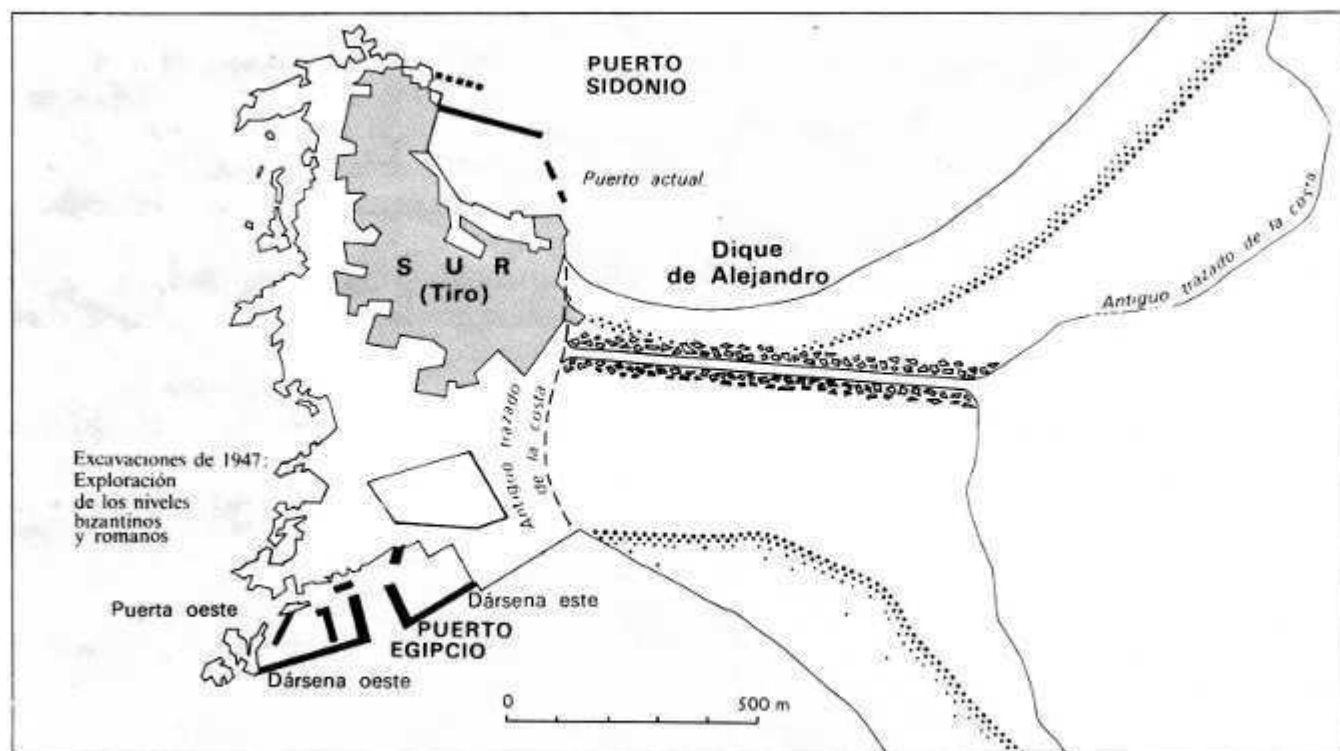 PUERTO
SIDONIO
Puerto actual.
Dique
de Alejandro
Antiguo trazado de la costa
S U R
(Tiro)
Antiguo trazado
de la costa
Excavaciones de 1947:
Exploración
de los niveles
bizantinos
y romanos
Puerta oeste
Dársena este
PUERTO
EGIPCIO
Dársena oeste
0 500 m